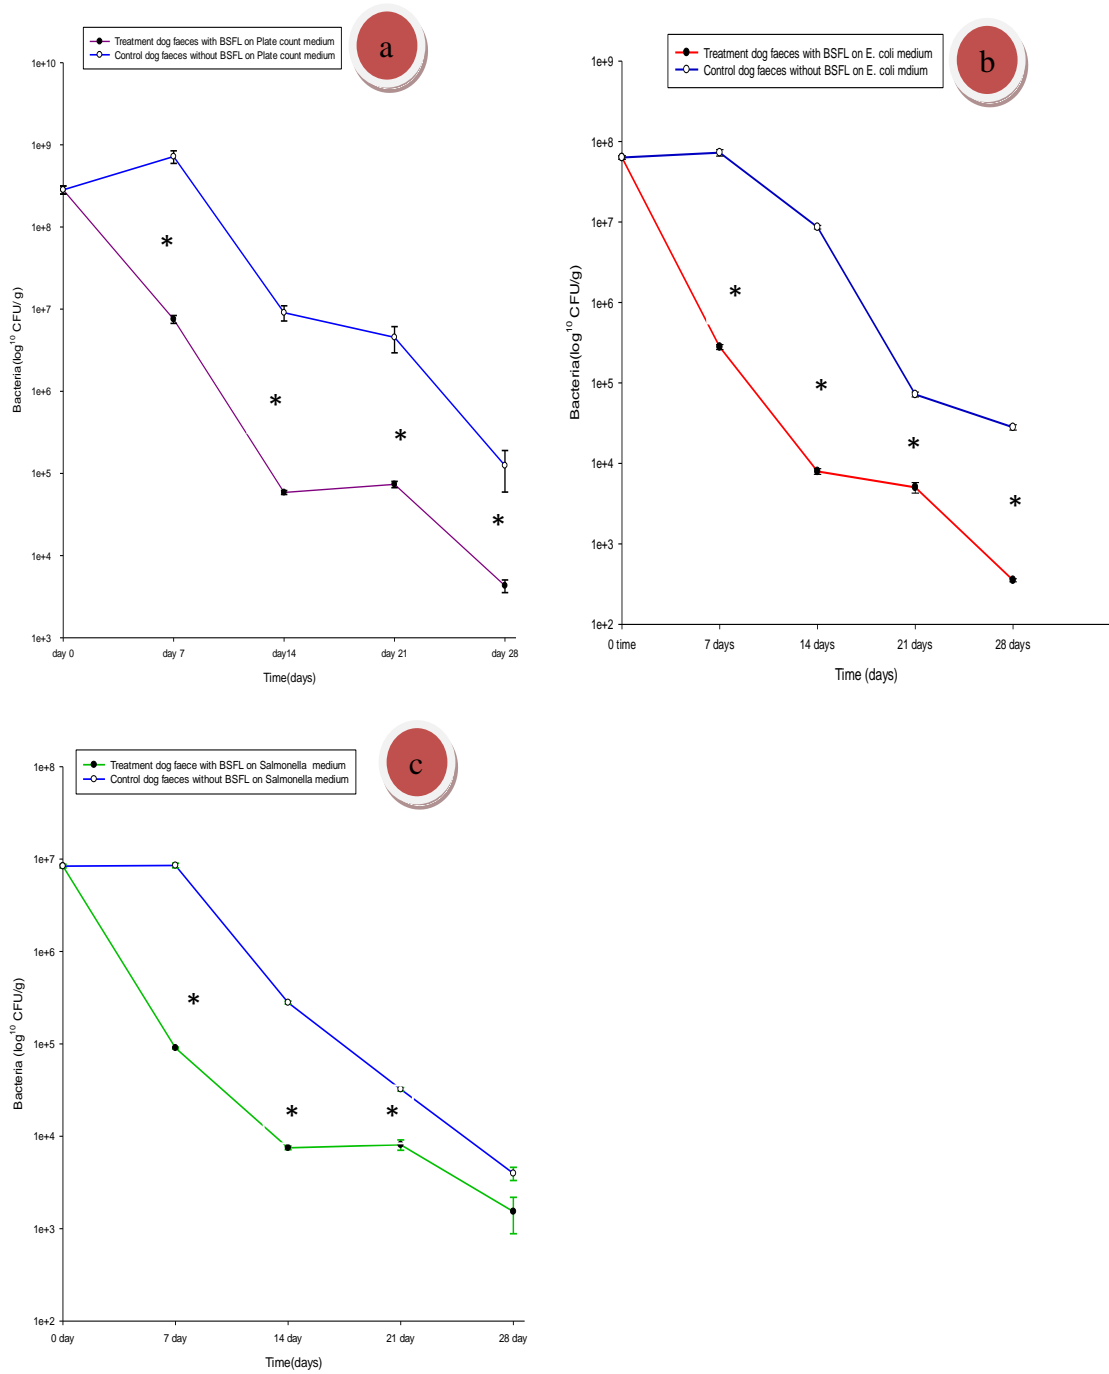 Treatment dog faeces with BSFL on Plate count medium
Control dog faeces without BSFL on Plate count medium
a
1e+10
1e+9
1e+8
1e+7
1e+6
1e+5
1e+4
1e+3
Bacteria(log10 CFU/g)
*
*
*
*
day 0
day 7
day14
day 21
day 28
Time(days)
Treatment dog faeces with BSFL on E. coli medium
Control dog faeces without BSFL on E. coli mdium
b
1e+9
1e+8
1e+7
1e+6
1e+5
1e+4
1e+3
1e+2
Bacteria(log10 CFU/g)
*
*
*
*
0 time
7 days
14 days
21 days
28 days
Time (days)
Treatment dog faece with BSFL on Salmonella medium
Control dog faeces without BSFL on Salmonella medium
c
1e+8
1e+7
1e+6
1e+5
1e+4
1e+3
1e+2
Bacteria (log10 CFU/g)
*
*
*
0 day
7 day
14 day
21 day
28 day
Time(days)